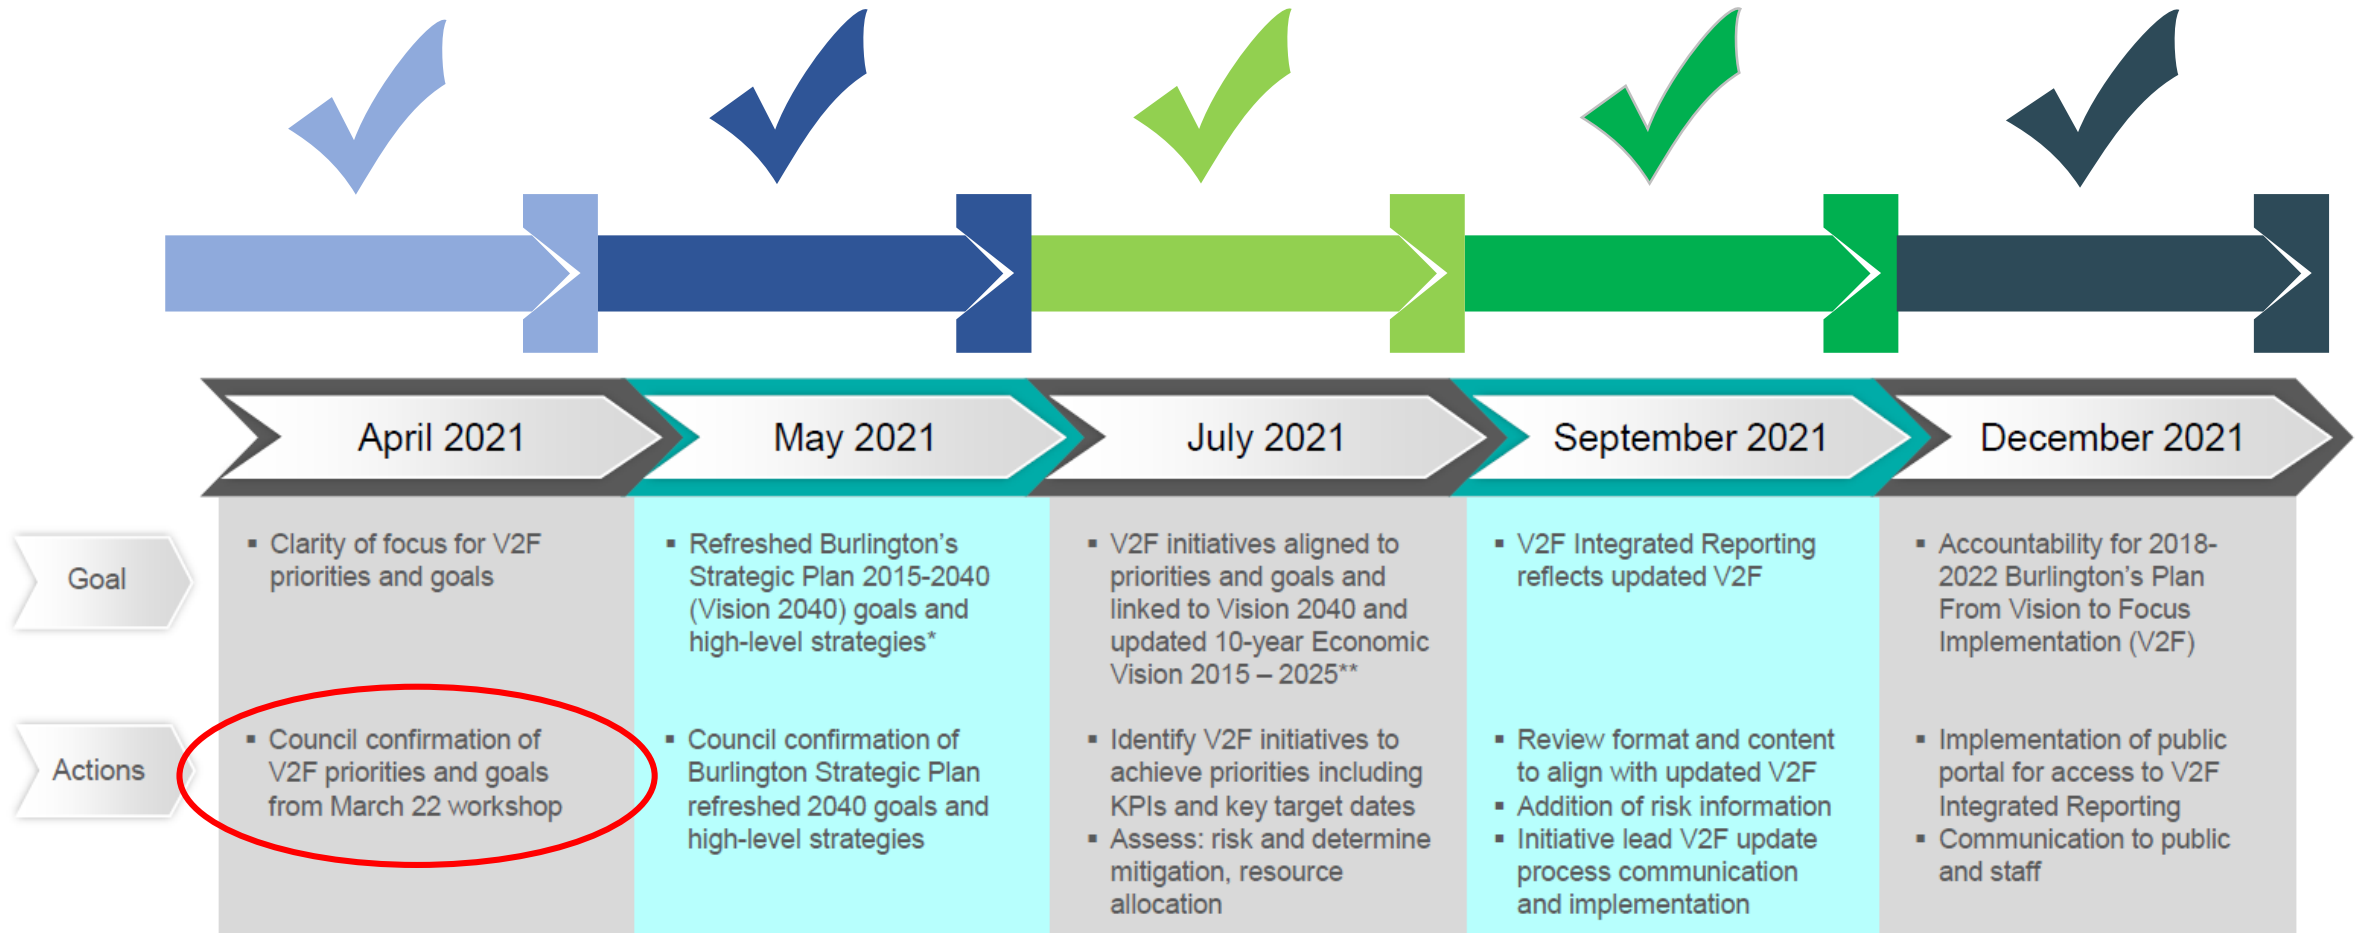 April 2021
May 2021
July 2021
September 2021
December 2021
Goal
▪ Clarity of focus for V2F
priorities and goals
▪ Refreshed Burlington's
Strategic Plan 2015-2040
(Vision 2040) goals and
high-level strategies*
▪ V2F initiatives aligned to
priorities and goals and
linked to Vision 2040 and
updated 10-year Economic
Vision 2015 – 2025**
▪ V2F Integrated Reporting
reflects updated V2F
▪ Accountability for 2018-
2022 Burlington's Plan
From Vision to Focus
Implementation (V2F)
Actions
▪ Council confirmation of
V2F priorities and goals
from March 22 workshop
▪ Council confirmation of
Burlington Strategic Plan
refreshed 2040 goals and
high-level strategies
▪ Identify V2F initiatives to
achieve priorities including
KPIs and key target dates
▪ Assess: risk and determine
mitigation, resource
allocation
▪ Review format and content
to align with updated V2F
▪ Addition of risk information
▪ Initiative lead V2F update
process communication
and implementation
▪ Implementation of public
portal for access to V2F
Integrated Reporting
▪ Communication to public
and staff